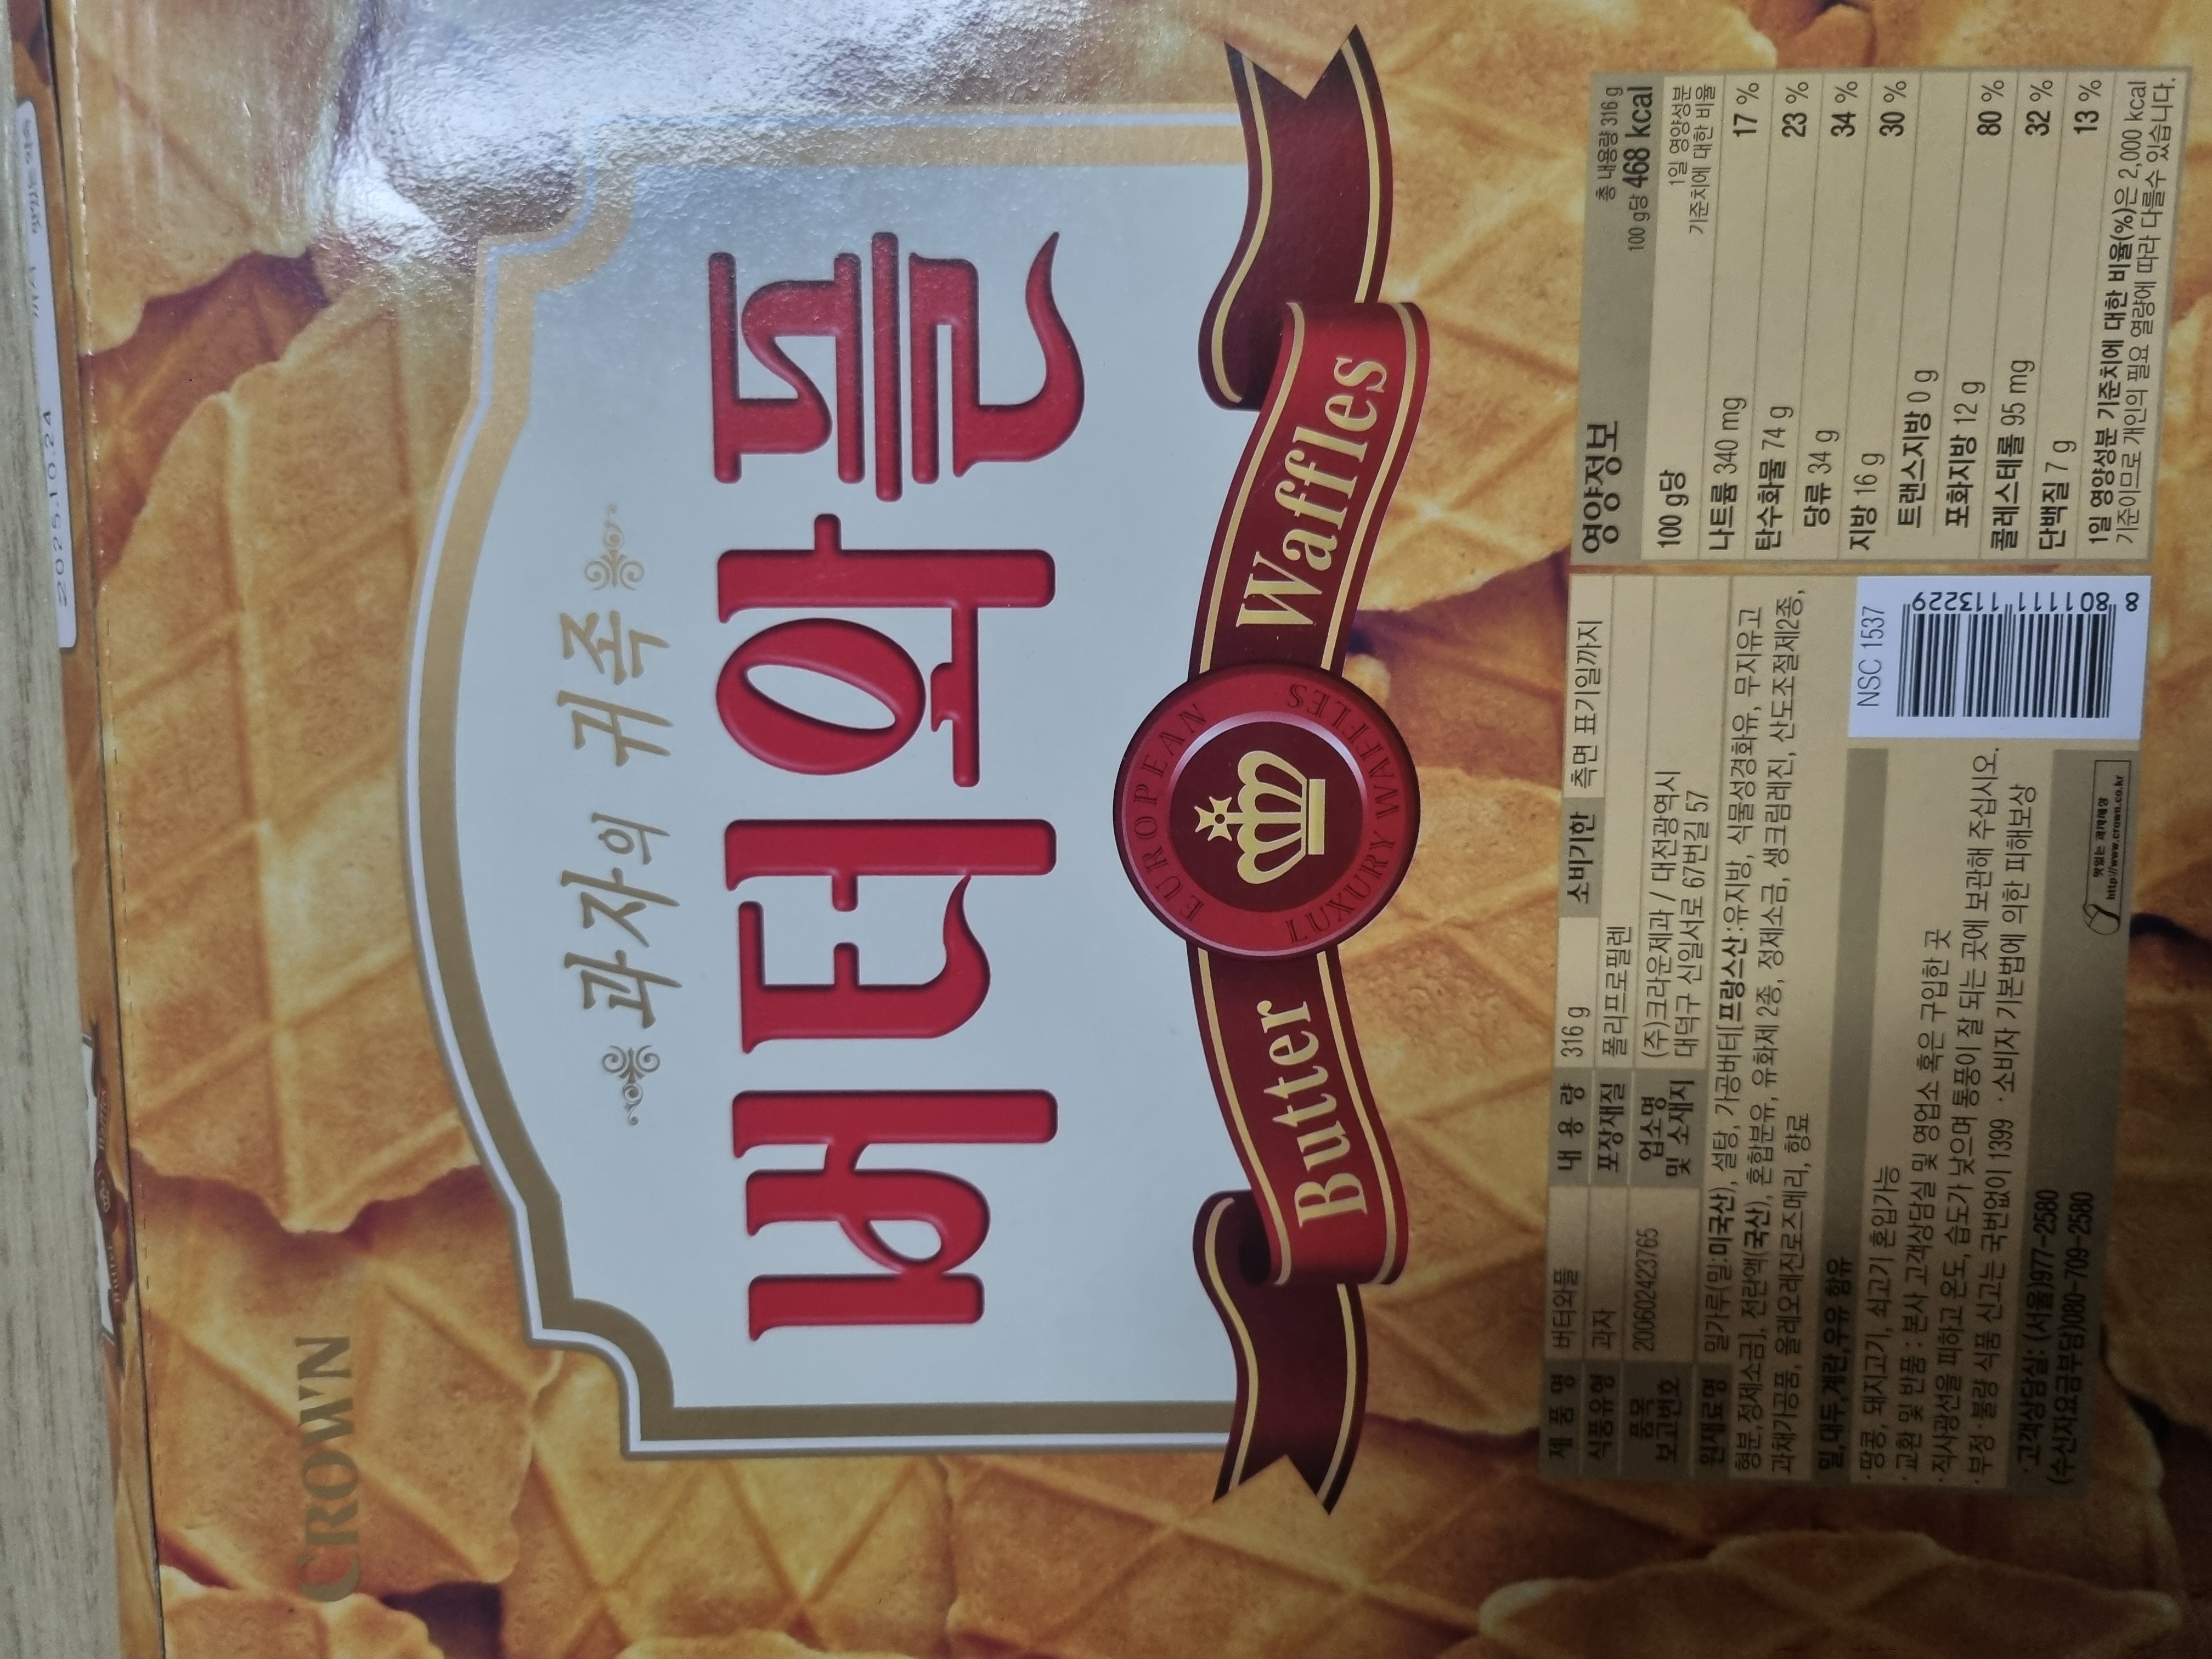 2025.10.24
CROWN
과자의 귀족
버터와플
Butter Waffles
EUROPEAN
LUXURY WAFFLES
제 품 명 버터와플 내 용 량 316 g 소비기한 측면 표기일까지
식품유형 과자 포장재질 폴리프로필렌
품목보고번호 200602423765 업소명 및 소재지 (주)크라운제과 / 대전광역시
대덕구 신일서로 67번길 57
원재료명 밀가루(밀:미국산), 설탕, 가공버터[프랑스산:유지방, 식물성경화유, 무지유고
형분,정제소금], 전란액(국산), 혼합분유, 유화제 2종, 정제소금, 생크림레진, 산도조절제2종,
과채가공품, 올레오레진로즈메리, 향료
밀,대두,계란,우유 함유
·땅콩, 돼지고기, 쇠고기 혼입가능
·교환 및 반품 : 본사 고객상담실 및 영업소 혹은 구입한 곳
·직사광선을 피하고 온도, 습도가 낮으며 통풍이 잘 되는 곳에 보관해 주십시오.
·부정·불량 식품 신고는 국번없이 1399 ·소비자 기본법에 의한 피해보상
·고객상담실: (서울)977-2580
(수신자요금부담)080-709-2580
맛있는 크라운제과
http://www.crown.co.kr
NSC 1537
8 801111 113229
영양정보
총 내용량 316 g
100 g당 468 kcal
100 g당 1일 영양성분
기준치에 대한 비율
나트륨 340 mg 17 %
탄수화물 74 g 23 %
당류 34 g 34 %
지방 16 g 30 %
트랜스지방 0 g
포화지방 12 g 80 %
콜레스테롤 95 mg 32 %
단백질 7 g 13 %
1일 영양성분 기준치에 대한 비율(%)은 2,000 kcal
기준이므로 개인의 필요 열량에 따라 다를수 있습니다.